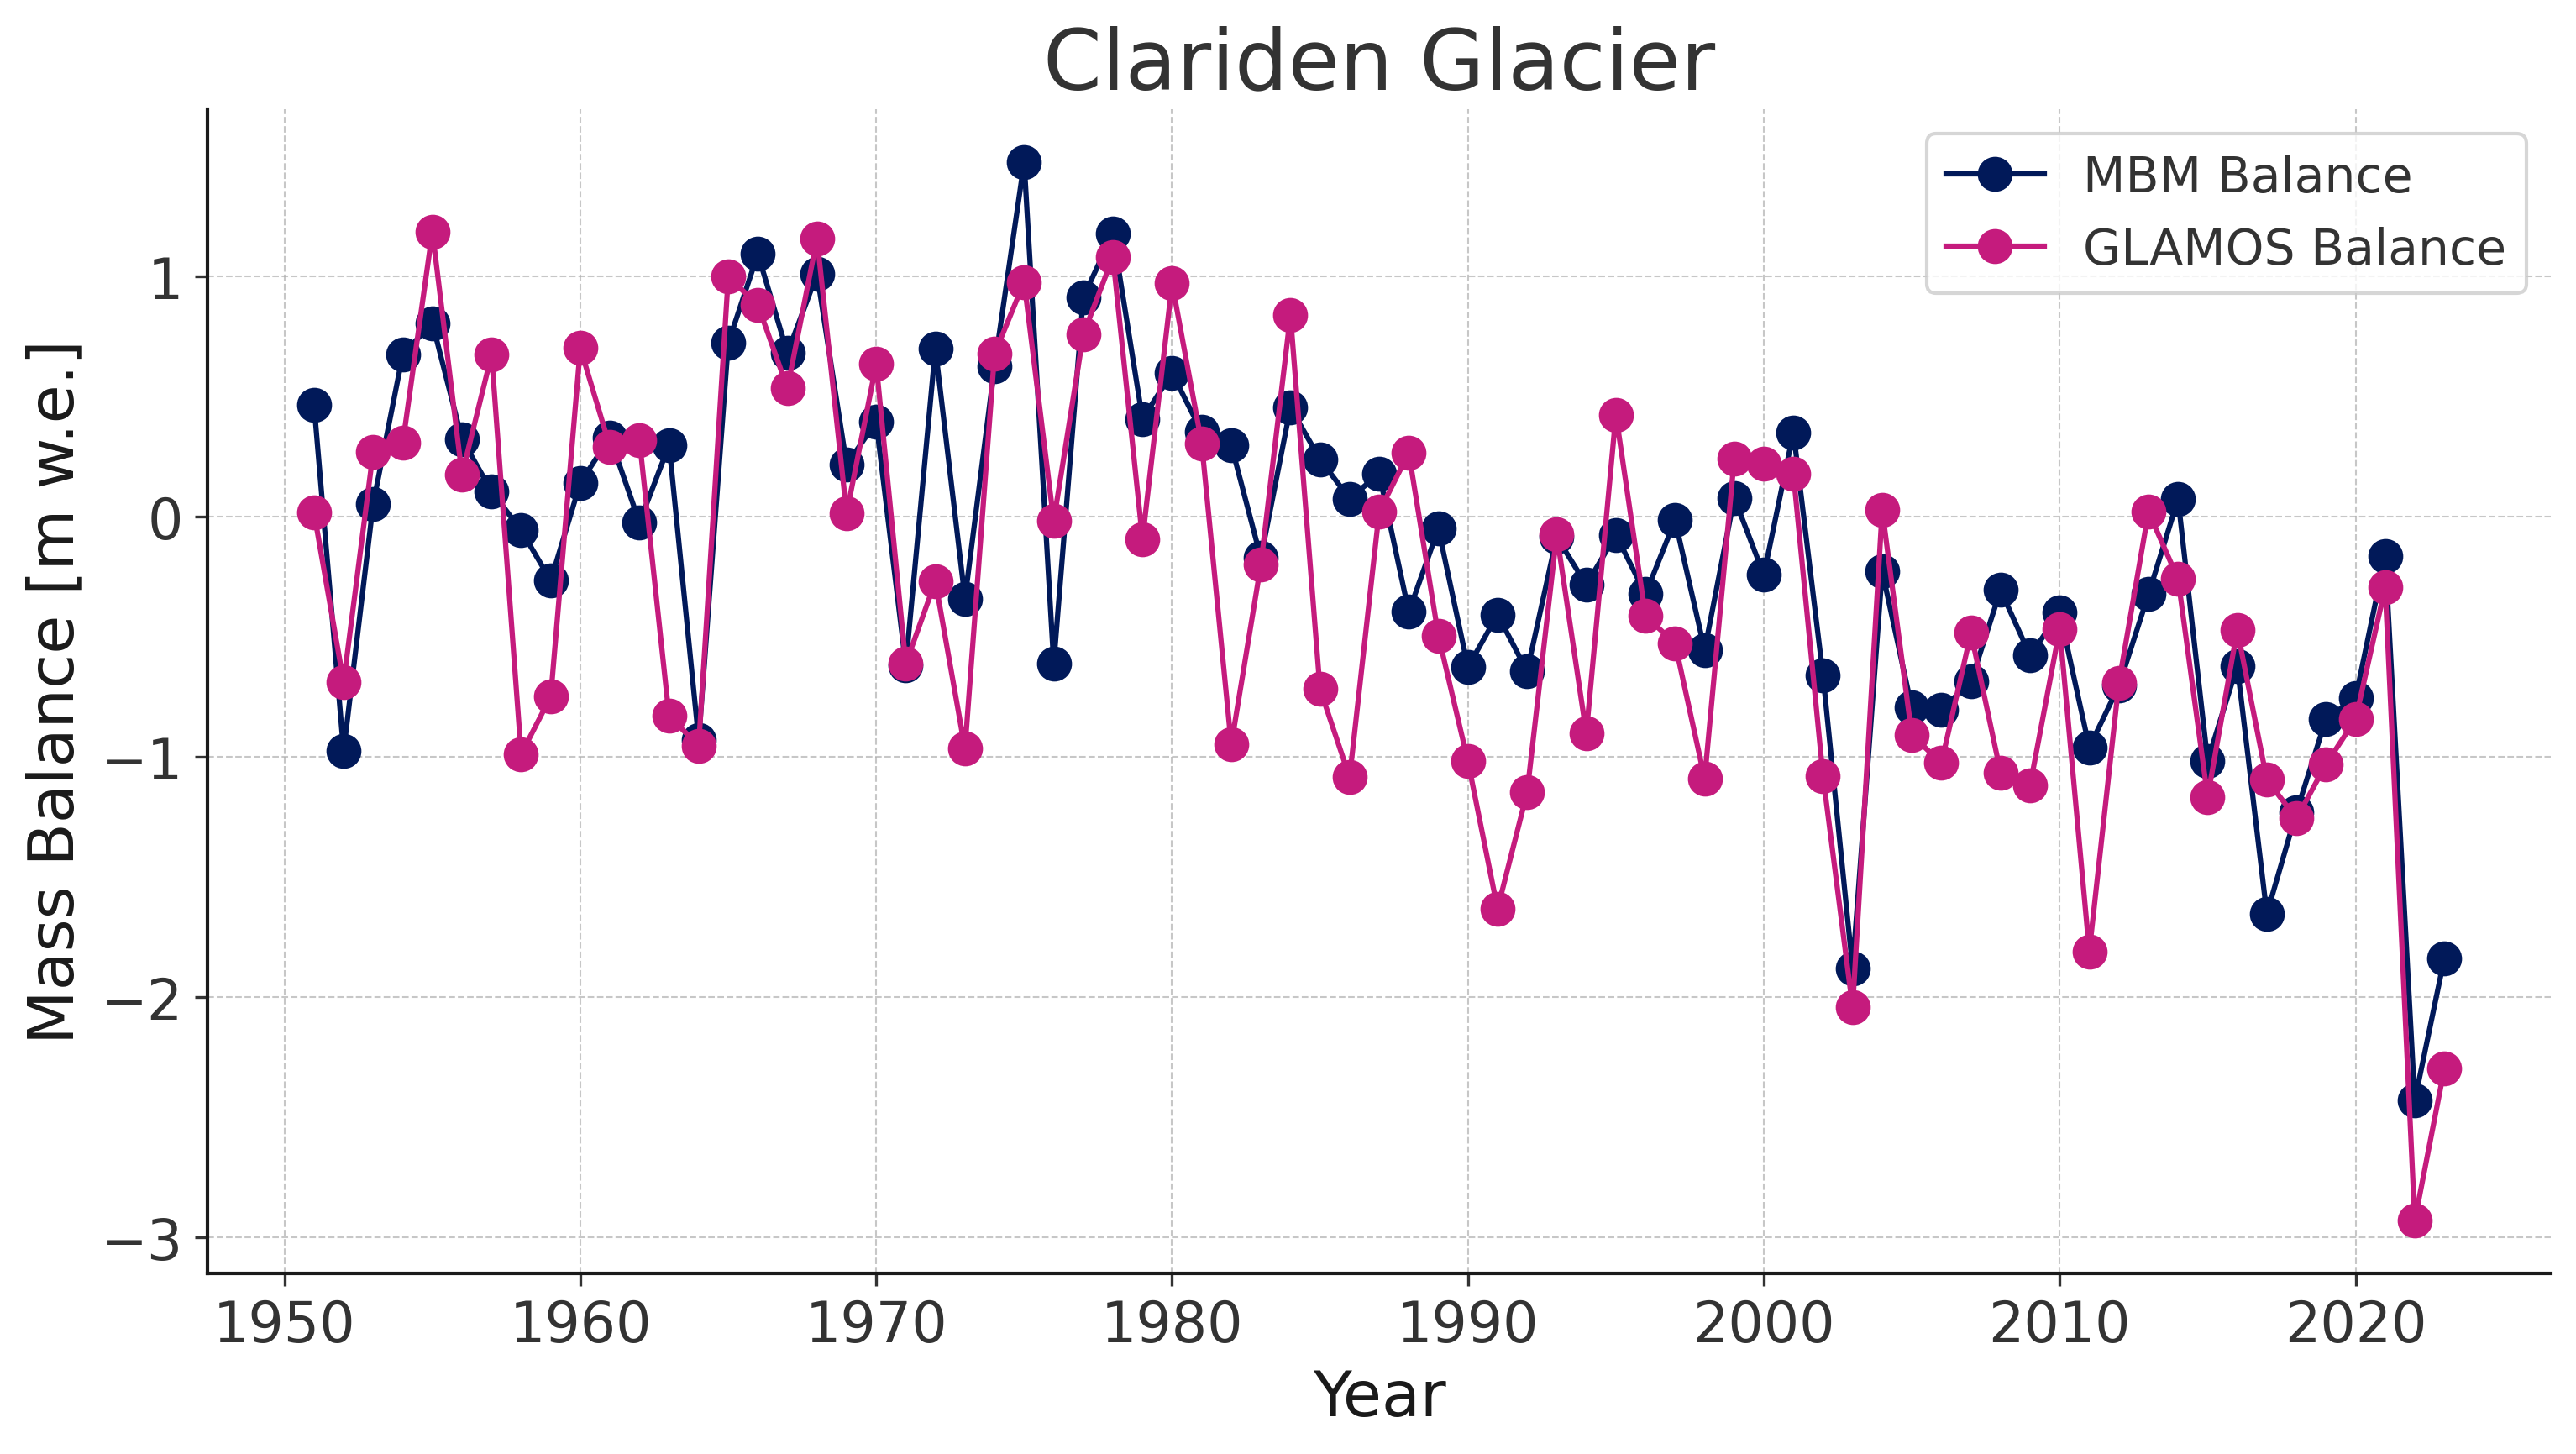 Clariden Glacier
MBM Balance
GLAMOS Balance
Mass Balance [m w.e.]
1
0
−1
−2
−3
1950 1960 1970 1980 1990 2000 2010 2020
Year